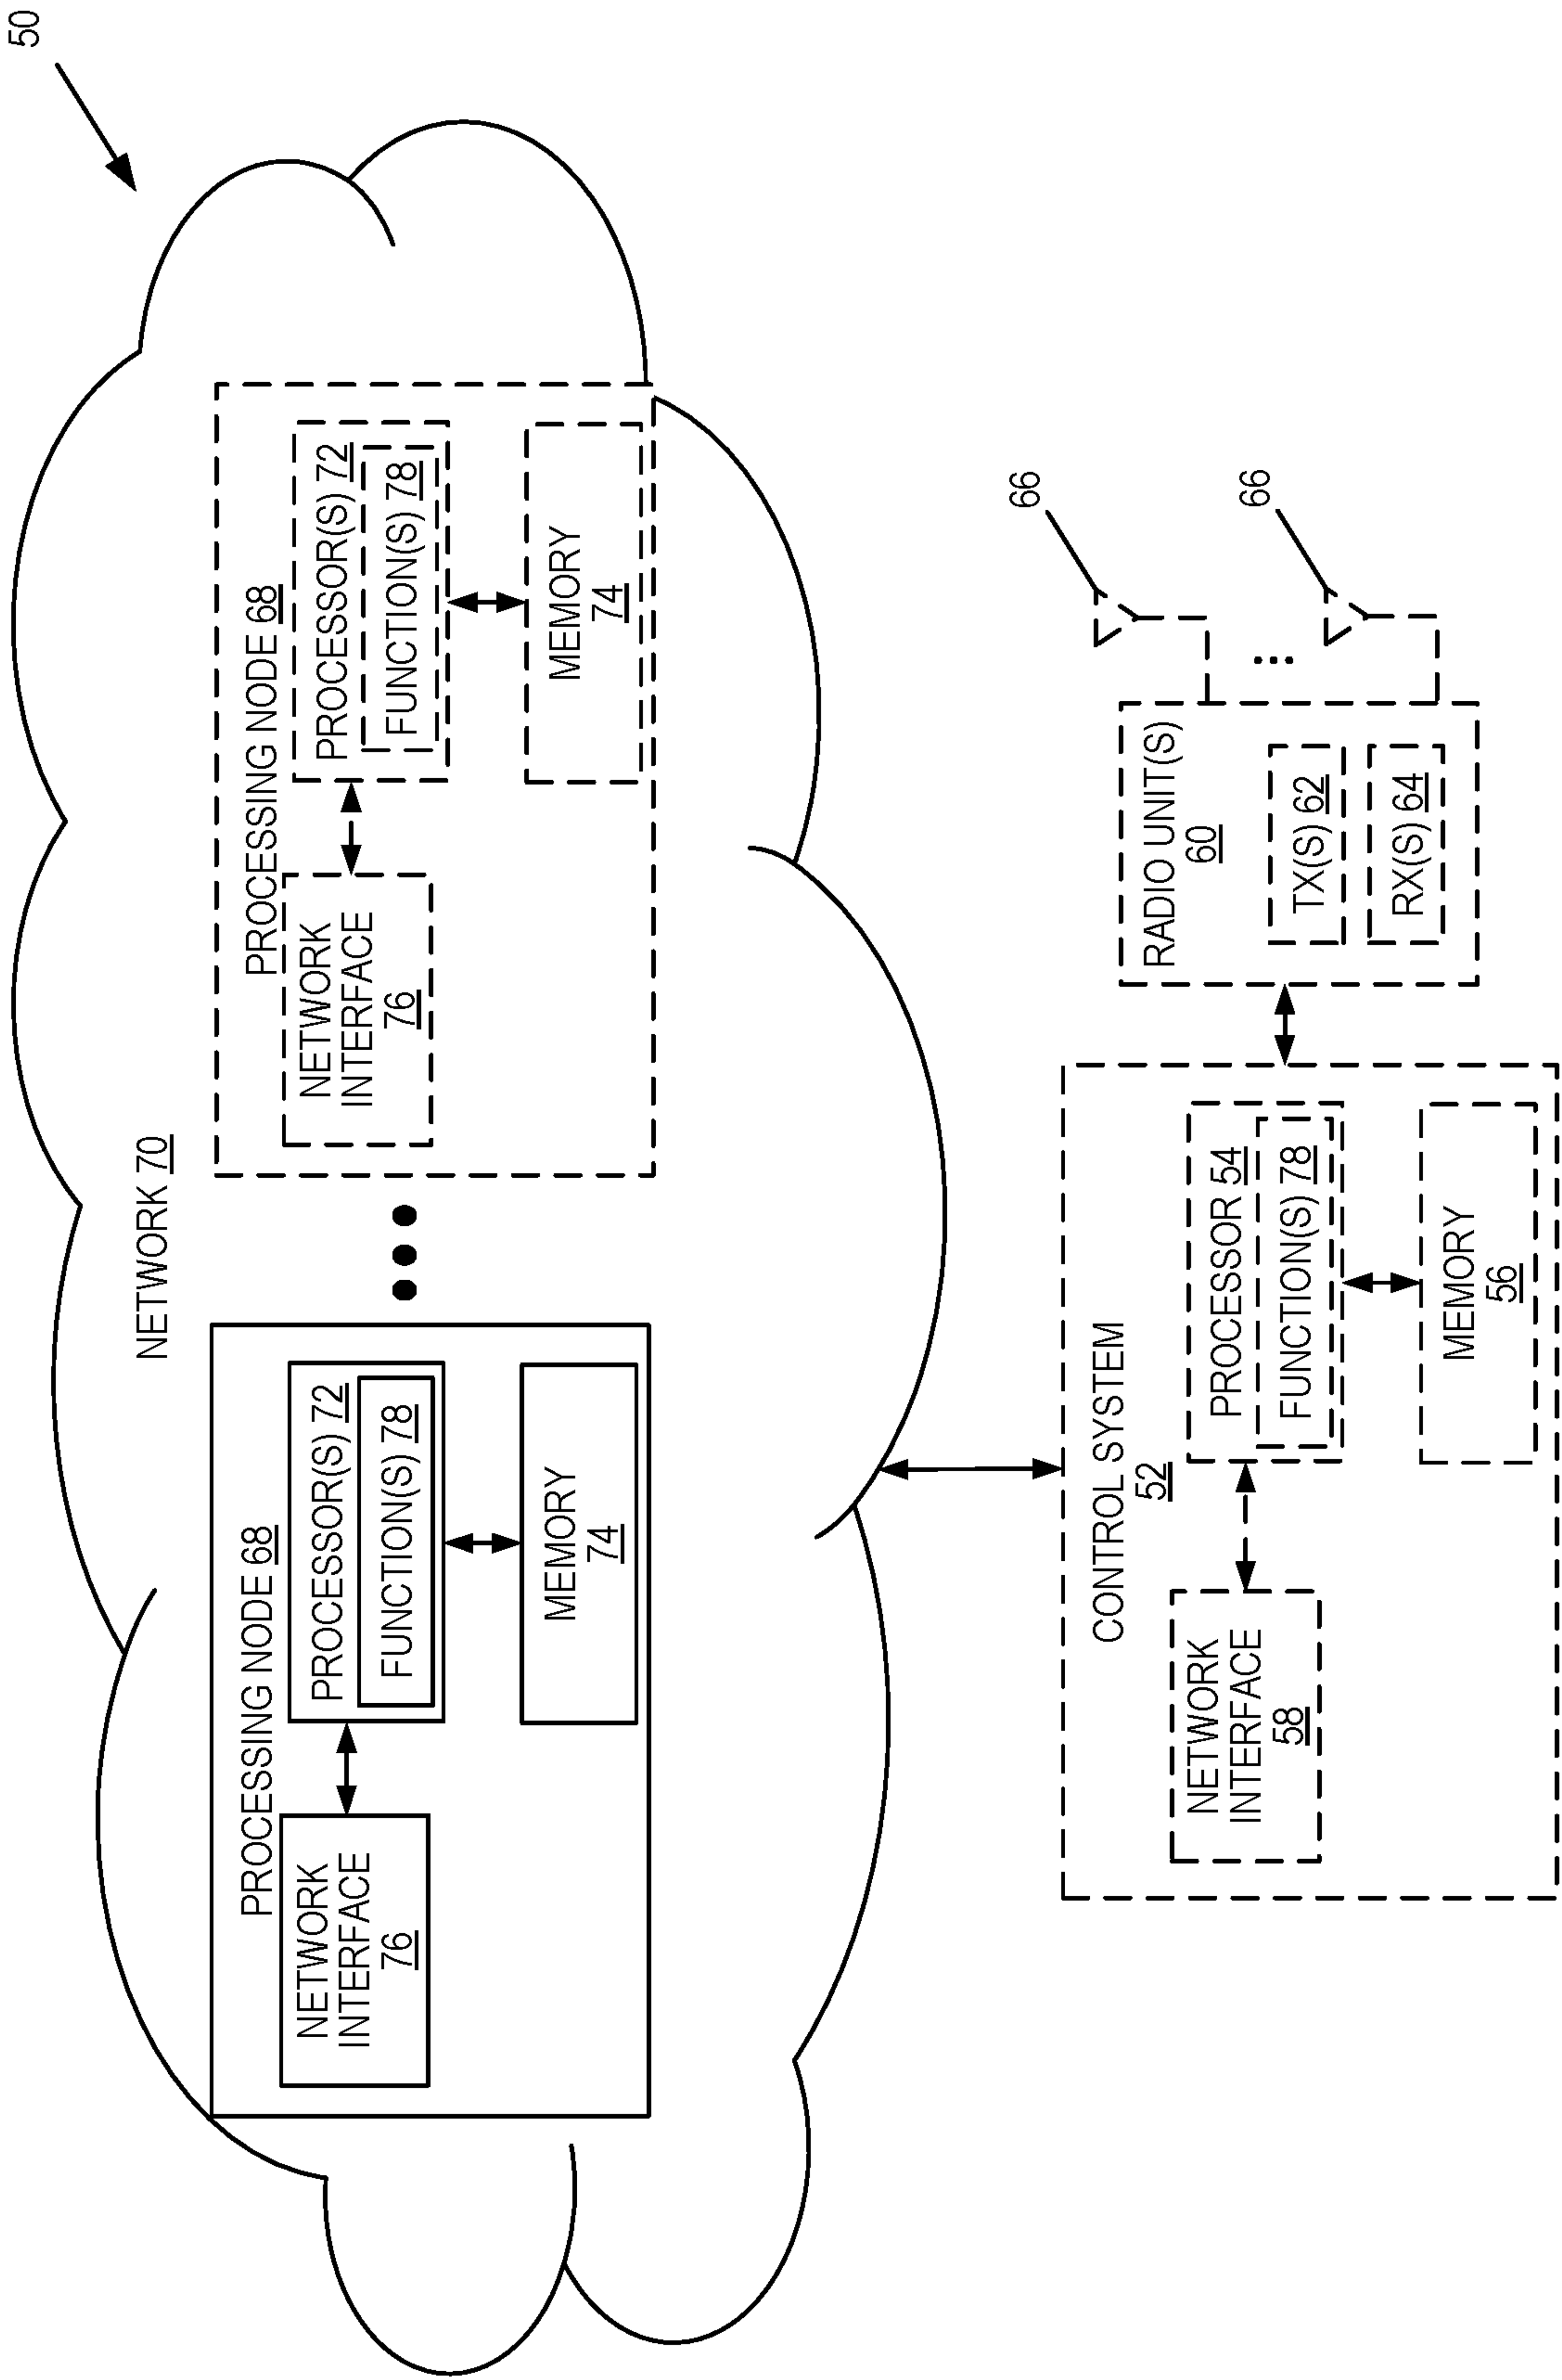 50
NETWORK 70
PROCESSING NODE 68
NETWORK
INTERFACE
76
PROCESSOR(S) 72
FUNCTION(S) 78
MEMORY
74
PROCESSING NODE 68
NETWORK
INTERFACE
76
PROCESSOR(S) 72
FUNCTION(S) 78
MEMORY
74
CONTROL SYSTEM
52
NETWORK
INTERFACE
58
PROCESSOR 54
FUNCTION(S) 78
MEMORY
56
RADIO UNIT(S)
60
TX(S) 62
RX(S) 64
66
66